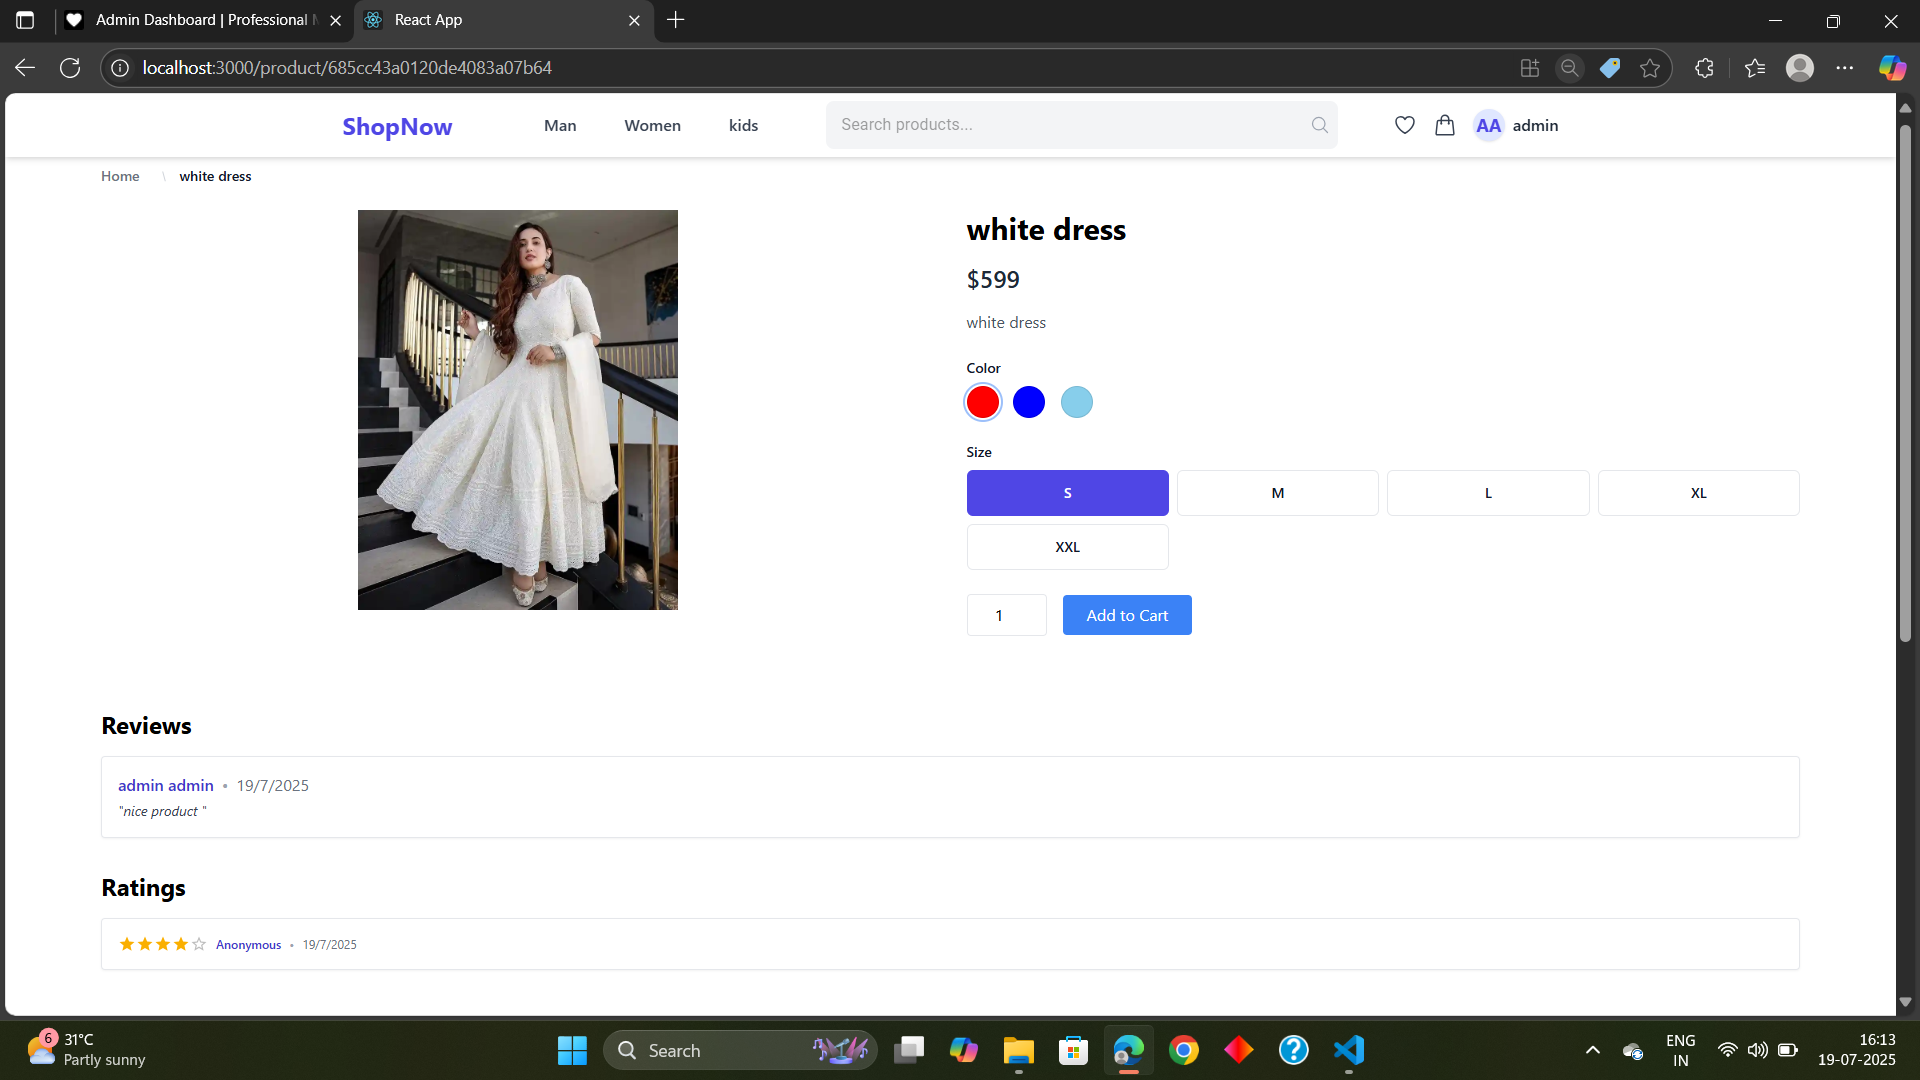 Admin Dashboard | Professional
React App
localhost:3000/product/685cc43a0120de4083a07b64
ShopNow
Man
Women
kids
Search products...
AA
admin
Home \ white dress
white dress
$599
white dress
Color
Size
S
M
L
XL
XXL
1
Add to Cart
Reviews
admin admin • 19/7/2025
"nice product "
Ratings
Anonymous • 19/7/2025
6
31°C
Partly sunny
Search
ENG
IN
16:13
19-07-2025